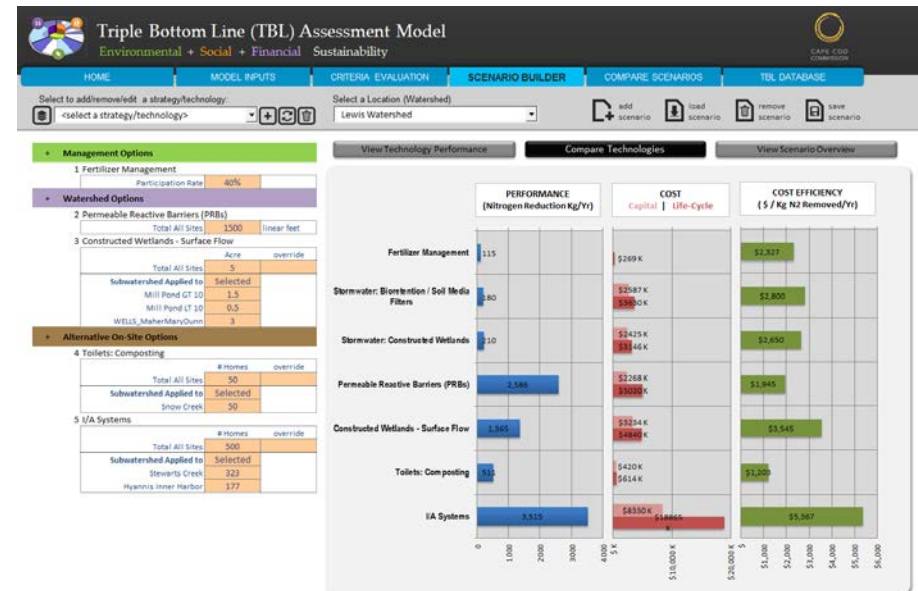 Triple Bottom Line (TBL) Assessment Model
Environmental + Social + Financial Sustainability
CAPE COD
COMMISSION
HOME
MODEL INPUTS
CRITERIA EVALUATION
SCENARIO BUILDER
COMPARE SCENARIOS
TBL DATABASE
Select to add/remove/edit a strategy/technology:
<select a strategy/technology>
Select a Location (Watershed)
Lewis Watershed
add scenario
load scenario
remove scenario
save scenario
View Technology Performance
Compare Technologies
View Scenario Overview
+ Management Options
1 Fertilizer Management
Participation Rate 40%
+ Watershed Options
2 Permeable Reactive Barriers (PRBs)
Total All Sites 1500 linear feet
3 Constructed Wetlands - Surface Flow
Acre override
Total All Sites 5
Subwatershed Applied to Selected
Mill Pond GT 10 1.5
Mill Pond LT 10 0.5
WELLS_MaherMaryDunn 3
+ Alternative On-Site Options
4 Toilets: Composting
# Homes override
Total All Sites 50
Subwatershed Applied to Selected
Snow Creek 50
5 I/A Systems
# Homes override
Total All Sites 500
Subwatershed Applied to Selected
Stewarts Creek 323
Hyannis Inner Harbor 177
PERFORMANCE
(Nitrogen Reduction Kg/Yr)
COST
Capital | Life-Cycle
COST EFFICIENCY
( $ / Kg N2 Removed/Yr)
Fertilizer Management 115 $269 K $2,327
Stormwater: Bioretention / Soil Media
Filters
180 $2587 K
$2,800
Stormwater: Constructed Wetlands 210 $2425 K
$3146 K $2,650
Permeable Reactive Barriers (PRBs) 2,586 $2268 K
$5030 K $1,945
Constructed Wetlands - Surface Flow 1,365 $3234 K
$4840 K $3,545
Toilets: Composting 511 $420 K
$614 K $1,203
I/A Systems 3,515 $8330 K
$18865
K
$5,367
0 1000 2000 3000 4000
$ K $10,000 K $20,000 K
$ $1,000 $2,000 $3,000 $4,000 $5,000 $6,000